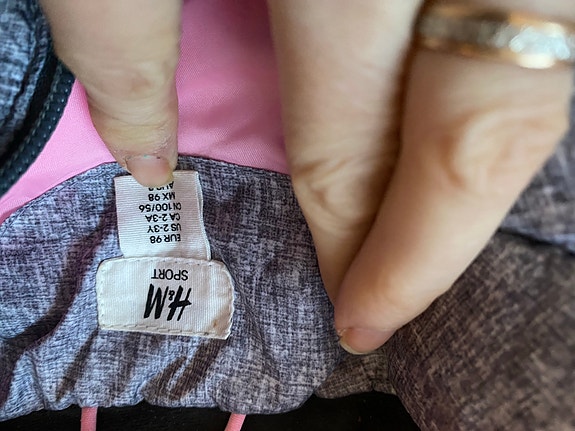 H&M
SPORT
EUR 98
US 2-3Y
CA 2-3A
CN 100/56
MX 98